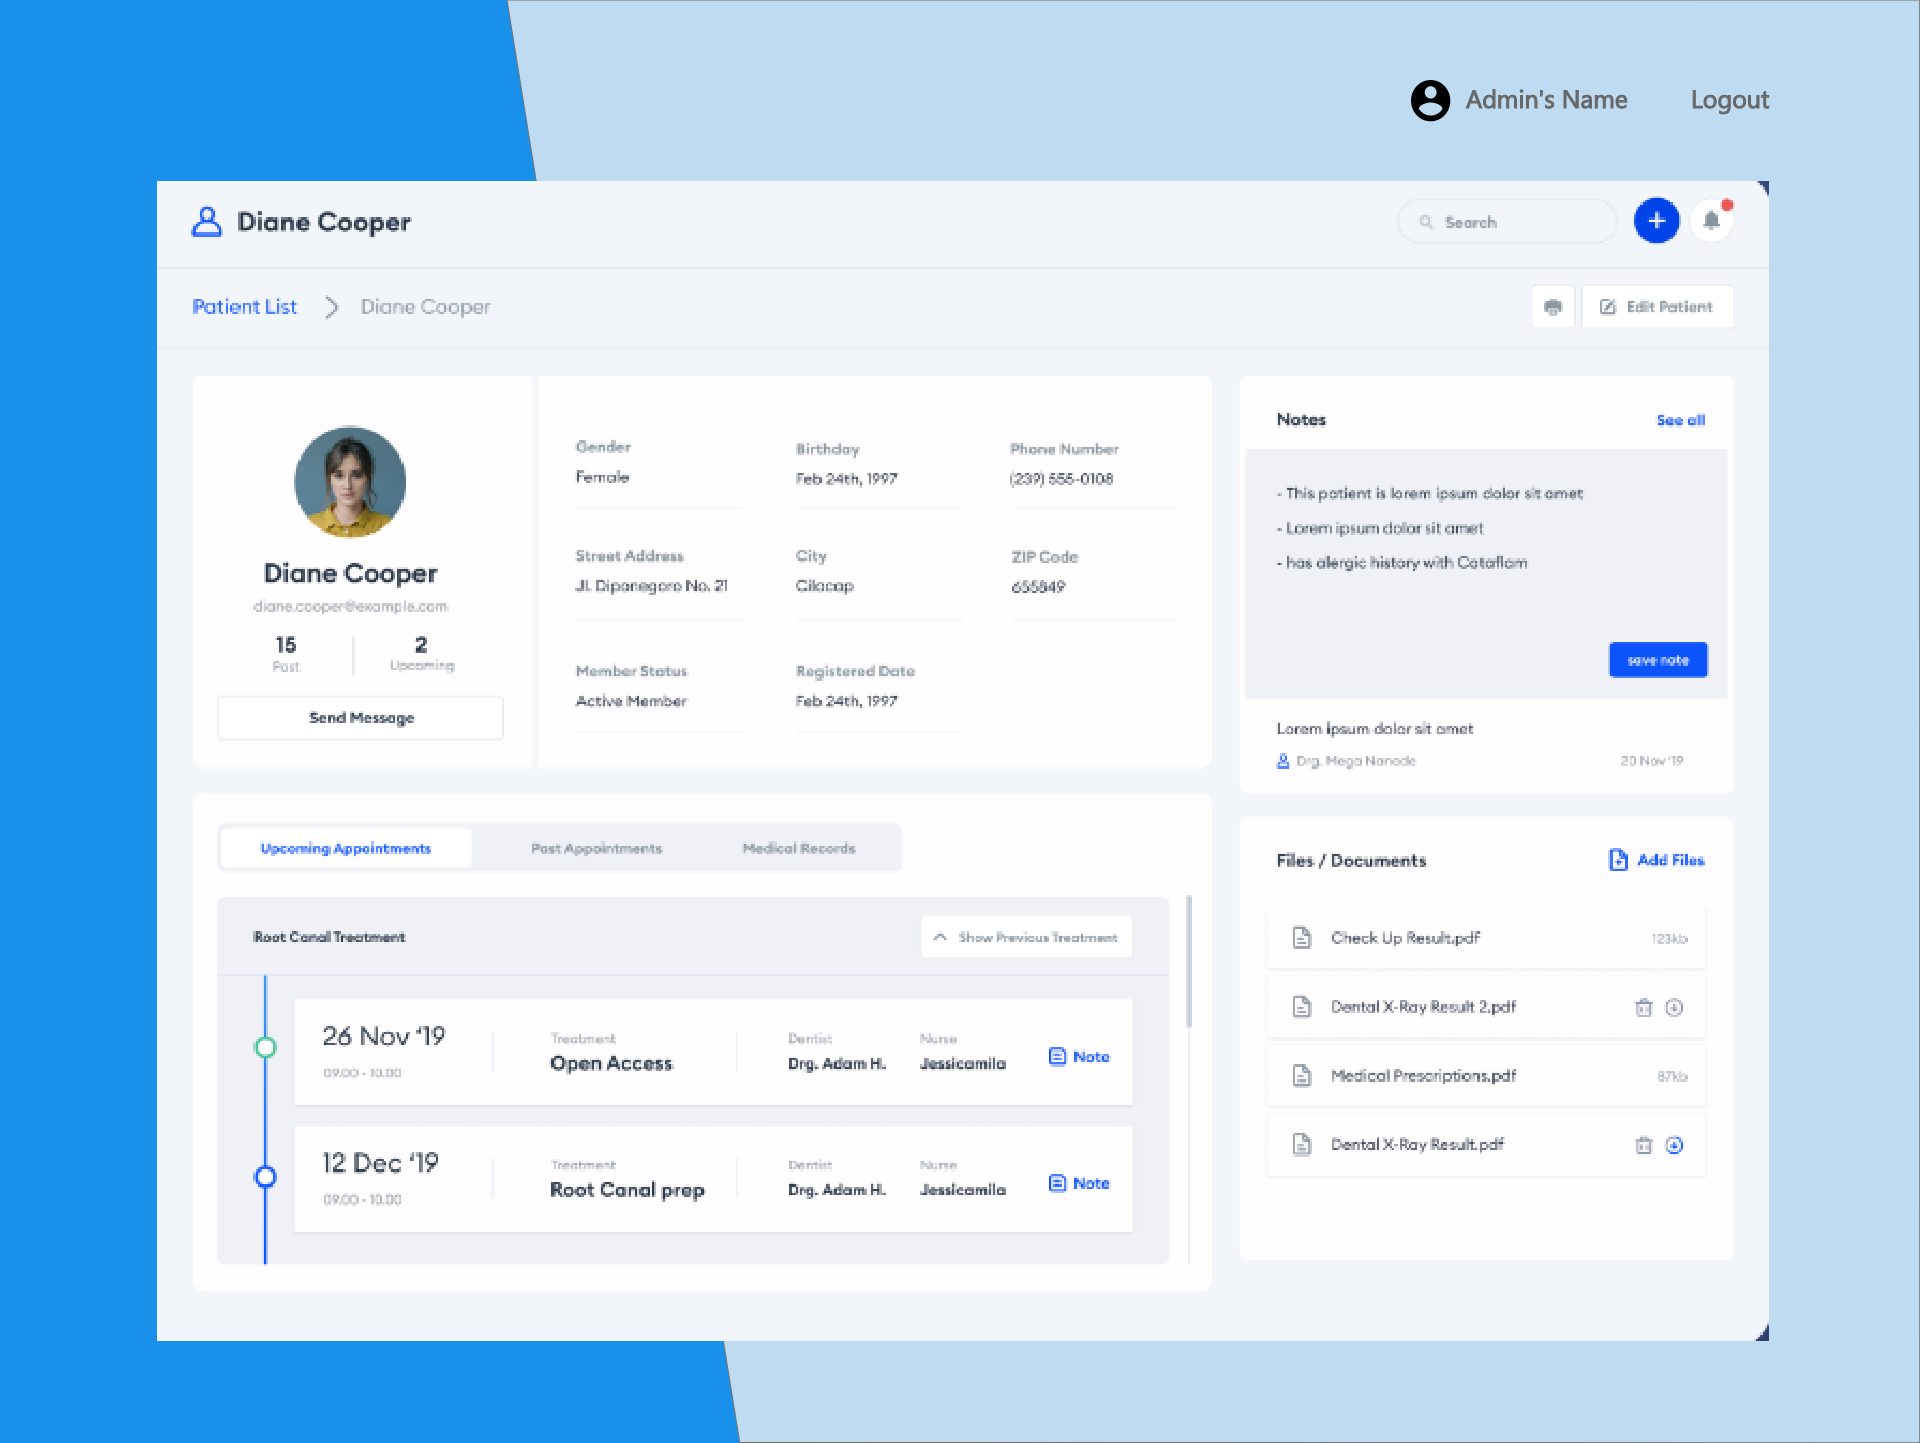 Admin's Name
Logout
Diane Cooper
Search
Patient List
Diane Cooper
Edit Patient
Diane Cooper
diane.cooper@example.com
15
Past
2
Upcoming
Send Message
Gender
Female
Birthday
Feb 24th, 1997
Phone Number
(239) 555-0108
Street Address
Jl. Diponegoro No. 21
City
Cilacap
ZIP Code
655849
Member Status
Active Member
Registered Date
Feb 24th, 1997
Notes
See all
- This patient is lorem ipsum dolor sit amet
- Lorem ipsum dolor sit amet
- has alergic history with Cataflam
save note
Lorem ipsum dolor sit amet
Drg. Mega Nanade
20 Nov '19
Upcoming Appointments
Past Appointments
Medical Records
Root Canal Treatment
Show Previous Treatment
26 Nov '19
09.00 - 10.00
Treatment
Open Access
Dentist
Drg. Adam H.
Nurse
Jessicamila
Note
12 Dec '19
09.00 - 10.00
Treatment
Root Canal prep
Dentist
Drg. Adam H.
Nurse
Jessicamila
Note
Files / Documents
Add Files
Check Up Result.pdf
123kb
Dental X-Ray Result 2.pdf
Medical Prescriptions.pdf
87kb
Dental X-Ray Result.pdf